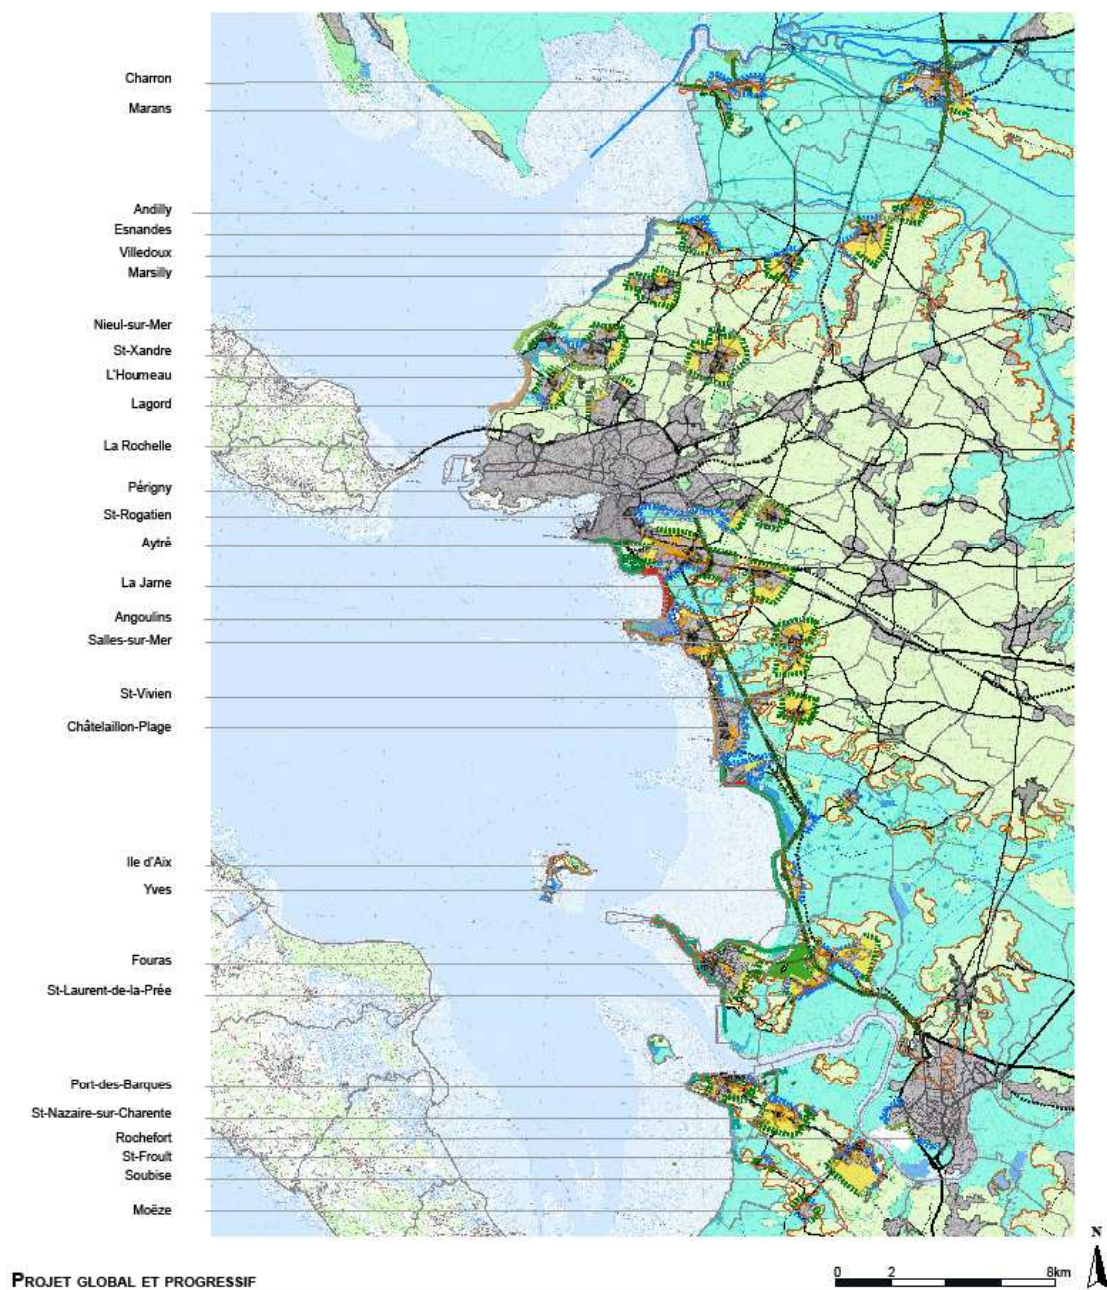 Charron
Marans
Andilly
Esnandes
Villedoux
Marsilly
Nieul-sur-Mer
St-Xandre
L'Houmeau
Lagord
La Rochelle
Périgny
St-Rogatien
Aytré
La Jarne
Angoulins
Salles-sur-Mer
St-Vivien
Châtelaillon-Plage
Ile d'Aix
Yves
Fouras
St-Laurent-de-la-Prée
Port-des-Barques
St-Nazaire-sur-Charente
Rochefort
St-Froult
Soubise
Moëze
N
PROJET GLOBAL ET PROGRESSIF
0 2 8km